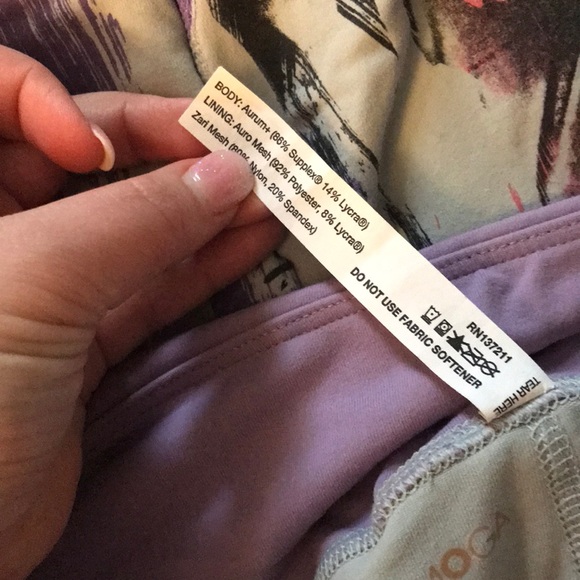 BODY: Aurum+ (86% Supplex® 14% Lycra®)
LINING: Auro Mesh (92% Polyester, 8% Lycra®)
Zari Mesh (80% Nylon, 20% Spandex)
DO NOT USE FABRIC SOFTENER
RN137211
TEAR HERE